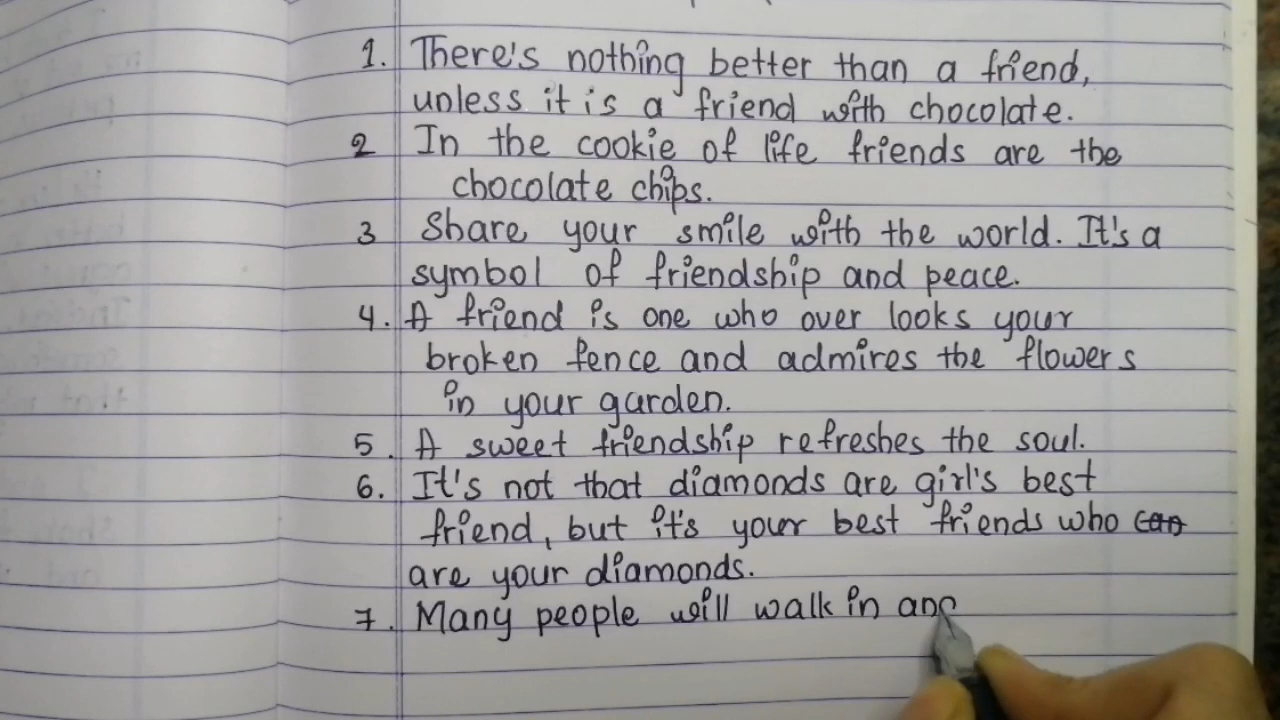 1. There's nothing better than a friend,
unless it is a friend with chocolate.
2 In the cookie of life friends are the
chocolate chips.
3 Share your smile with the world. It's a
symbol of friendship and peace.
4. A friend is one who over looks your
broken fence and admires the flowers
in your garden.
5. A sweet friendship refreshes the soul.
6. It's not that diamonds are girl's best
friend, but it's your best friends who can
are your diamonds.
7. Many people will walk in